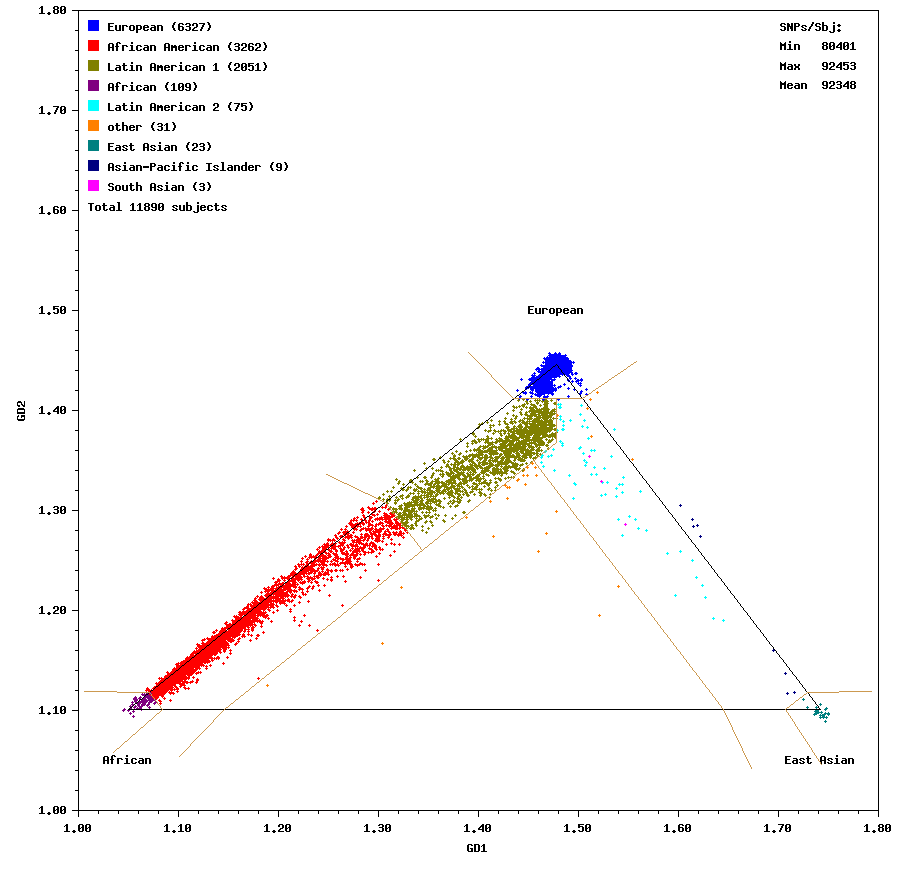 1.80
European (6327)
African American (3262)
Latin American 1 (2051)
African (109)
Latin American 2 (75)
other (31)
East Asian (23)
Asian-Pacific Islander (9)
South Asian (3)
Total 11890 subjects
SNPs/Sbj:
Min 80401
Max 92453
Mean 92348
1.70
1.60
1.50
1.40
1.30
1.20
1.10
1.00
GD2
European
African
East Asian
1.00 1.10 1.20 1.30 1.40 1.50 1.60 1.70 1.80
GD1